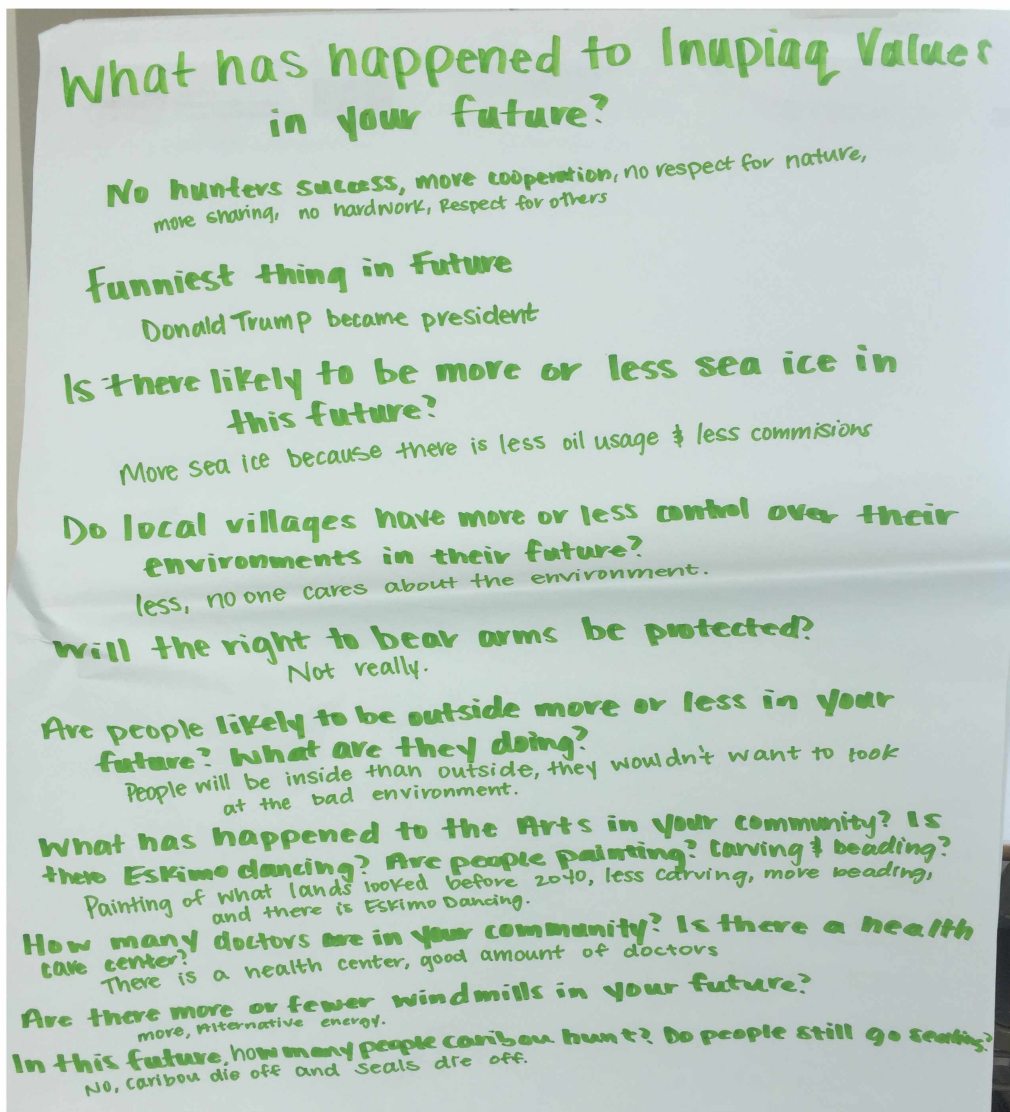 What has happened to Inupiaq Values
in your future?
No hunters success, more cooperation, no respect for nature,
more sharing, no hardwork, Respect for others
Funniest thing in Future
Donald Trump became president
Is there likely to be more or less sea ice in
this future?
More sea ice because there is less oil usage & less commisions
Do local villages have more or less control over their
environments in their future?
less, no one cares about the environment.
Will the right to bear arms be protected?
Not really.
Are people likely to be outside more or less in your
future? What are they doing?
People will be inside than outside, they wouldn't want to look
at the bad environment.
What has happened to the Arts in your community? Is
there Eskimo dancing? Are people painting? Carving & beading?
Painting of what lands looked before 2040, less carving, more beading,
and there is Eskimo Dancing.
How many doctors are in your community? Is there a health
care center?
There is a health center, good amount of doctors
Are there more or fewer windmills in your future?
more, Alternative energy.
In this future, how many people caribou hunt? Do people still go sealing?
No, caribou die off and seals die off.